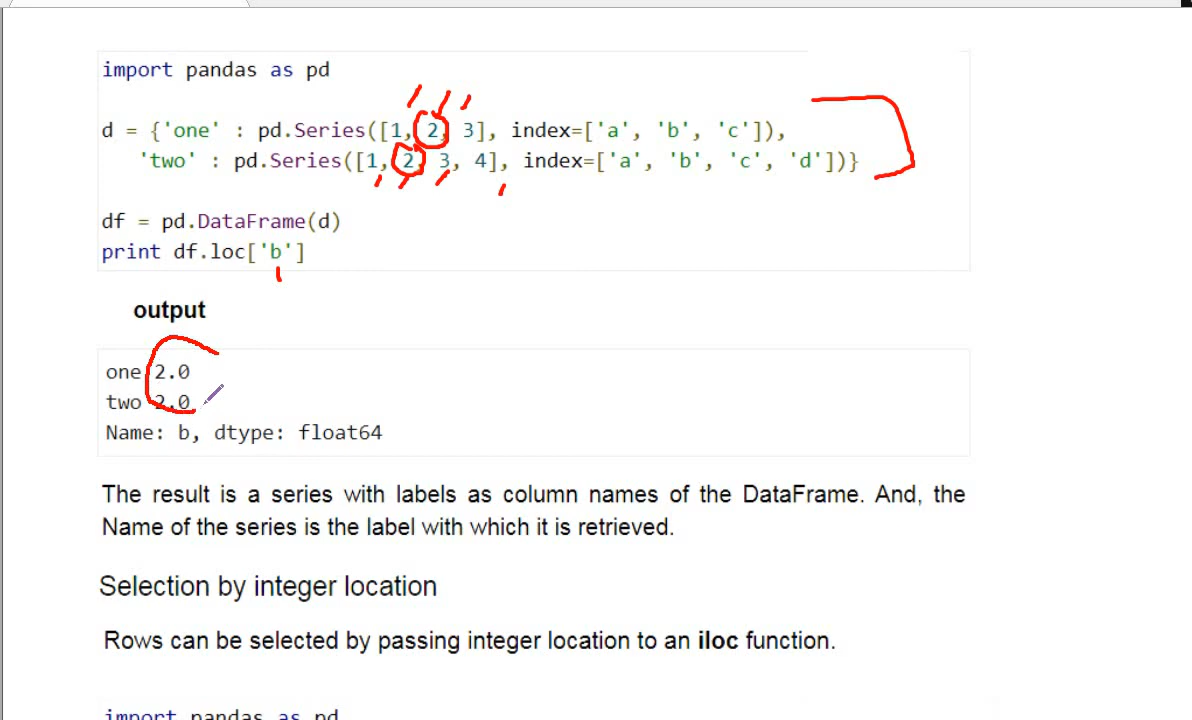 import pandas as pd
d = {'one' : pd.Series([1, 2, 3], index=['a', 'b', 'c']),
'two' : pd.Series([1, 2, 3, 4], index=['a', 'b', 'c', 'd'])}
df = pd.DataFrame(d)
print df.loc['b']
output
one 2.0
two 2.0
Name: b, dtype: float64
The result is a series with labels as column names of the DataFrame. And, the
Name of the series is the label with which it is retrieved.
Selection by integer location
Rows can be selected by passing integer location to an iloc function.
import pandas as pd